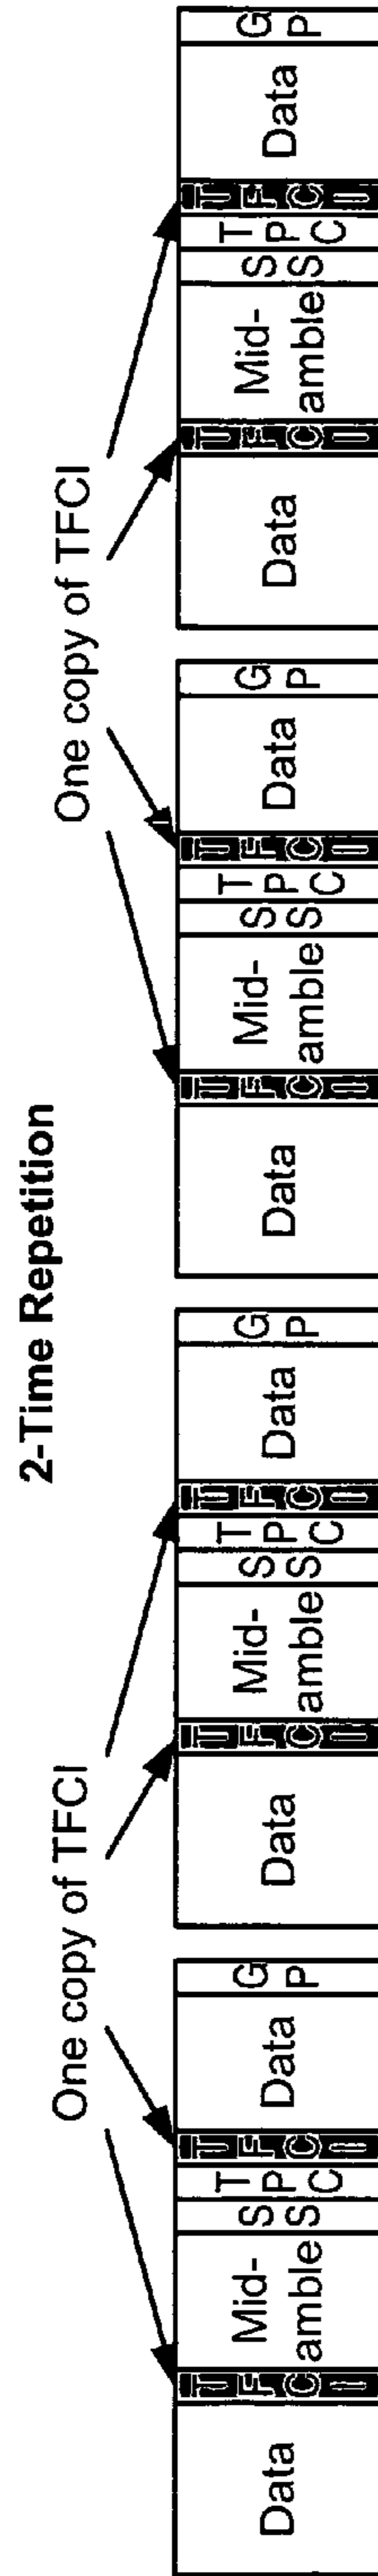 2-Time Repetition
One copy of TFCI
One copy of TFCI
Data
TFCI
Mid-
amble
SS
TPC
TFCI
Data
GP
Data
TFCI
Mid-
amble
SS
TPC
TFCI
Data
GP
Data
TFCI
Mid-
amble
SS
TPC
TFCI
Data
GP
Data
TFCI
Mid-
amble
SS
TPC
TFCI
Data
GP